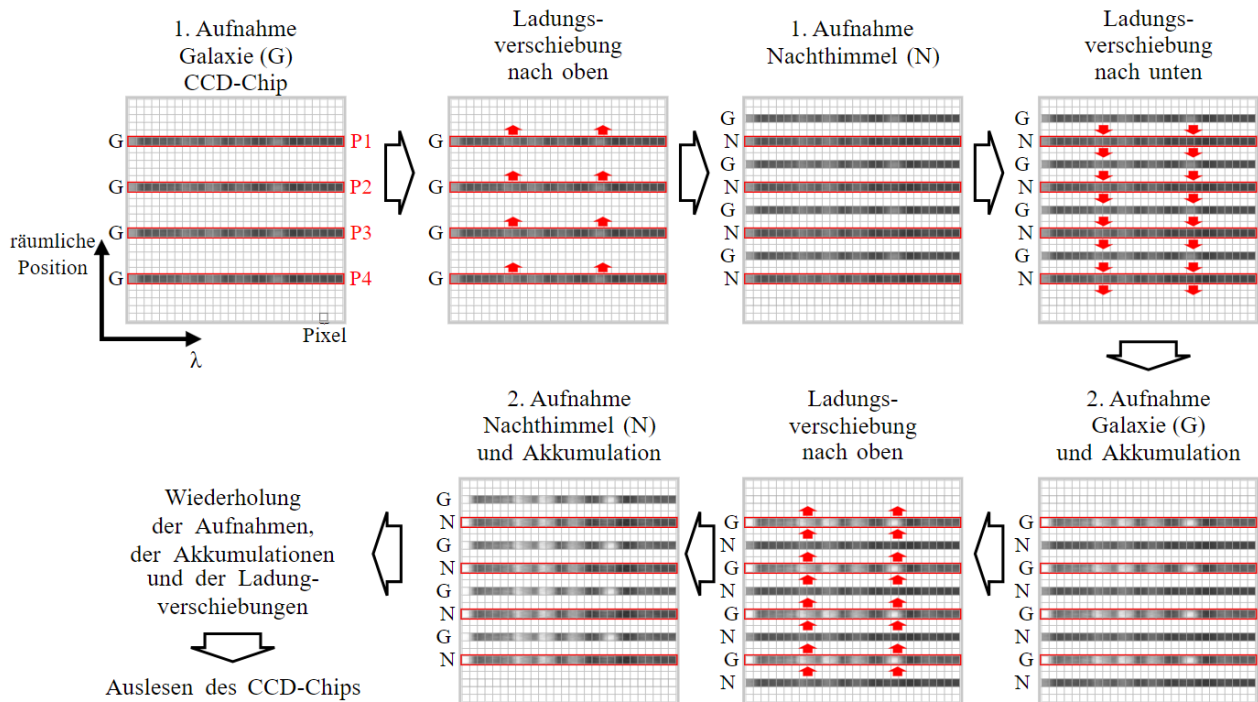 1. Aufnahme
Galaxie (G)
CCD-Chip
G
P1
G
P2
G
P3
G
P4
räumliche
Position
λ
Pixel
Ladungs-
verschiebung
nach oben
1. Aufnahme
Nachthimmel (N)
G
N
G
N
G
N
G
N
Ladungs-
verschiebung
nach unten
G
N
G
N
G
N
G
N
2. Aufnahme
Galaxie (G)
und Akkumulation
G
N
G
N
G
N
G
N
Ladungs-
verschiebung
nach oben
G
N
G
N
G
N
G
N
2. Aufnahme
Nachthimmel (N)
und Akkumulation
G
N
G
N
G
N
G
N
Wiederholung
der Aufnahmen,
der Akkumulationen
und der Ladung-
verschiebungen
Auslesen des CCD-Chips